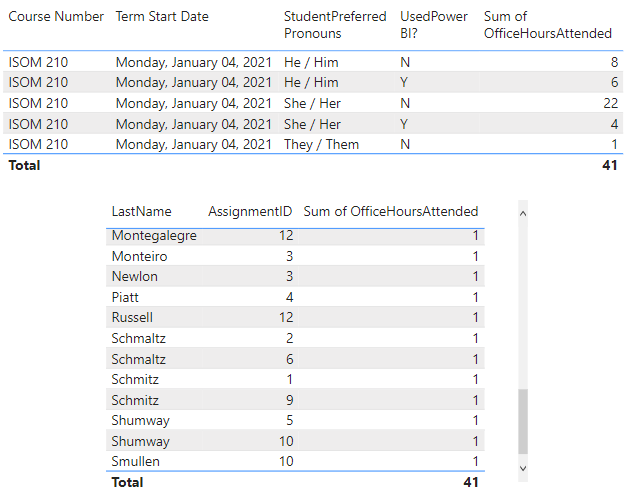 Course Number Term Start Date StudentPreferred Pronouns UsedPower BI? Sum of OfficeHoursAttended
ISOM 210 Monday, January 04, 2021 He / Him N 8
ISOM 210 Monday, January 04, 2021 He / Him Y 6
ISOM 210 Monday, January 04, 2021 She / Her N 22
ISOM 210 Monday, January 04, 2021 She / Her Y 4
ISOM 210 Monday, January 04, 2021 They / Them N 1
Total 41
LastName AssignmentID Sum of OfficeHoursAttended
Montegalegre 12 1
Monteiro 3 1
Newlon 3 1
Piatt 4 1
Russell 12 1
Schmaltz 2 1
Schmaltz 6 1
Schmitz 1 1
Schmitz 9 1
Shumway 5 1
Shumway 10 1
Smullen 10 1
Total 41